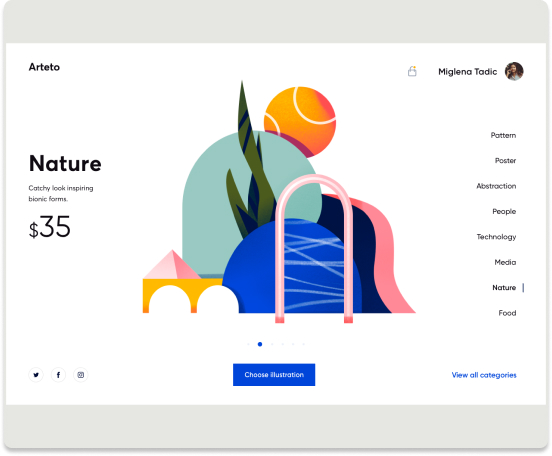 Arteto
Miglena Tadic
Pattern
Nature
Poster
Catchy look inspiring
bionic forms.
Abstraction
$35
People
Technology
Media
Nature
Food
Choose illustration
View all categories